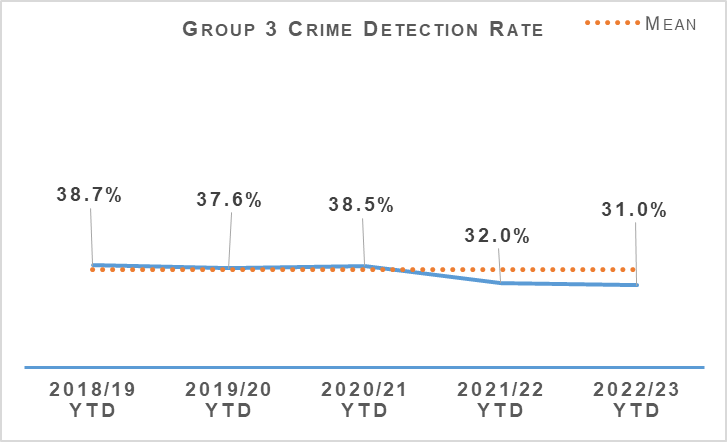 GROUP 3 CRIME DETECTION RATE
MEAN
38.7%
37.6%
38.5%
32.0%
31.0%
2018/19 YTD
2019/20 YTD
2020/21 YTD
2021/22 YTD
2022/23 YTD